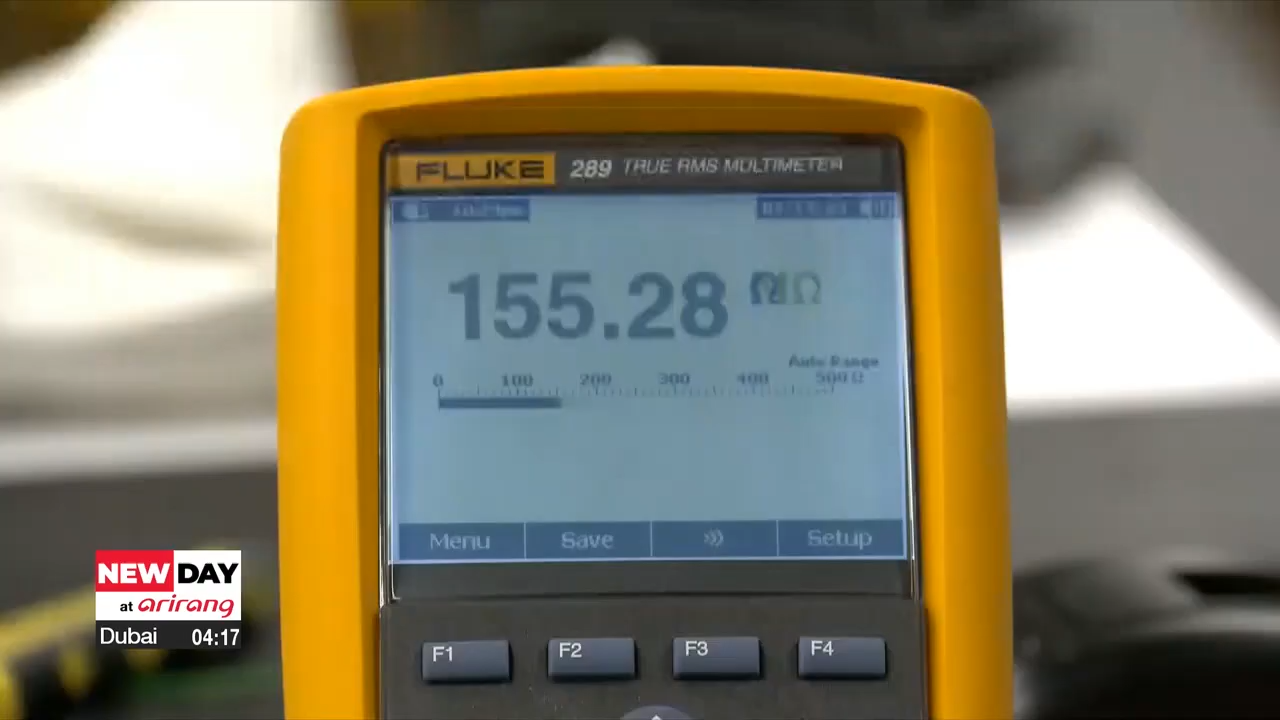 FLUKE 289 TRUE RMS MULTIMETER
155.28 Ω
Auto Range
0 100 200 300 400 500 Ω
Menu Save Setup
F1 F2 F3 F4
NEW DAY
at arirang
Dubai 04:17